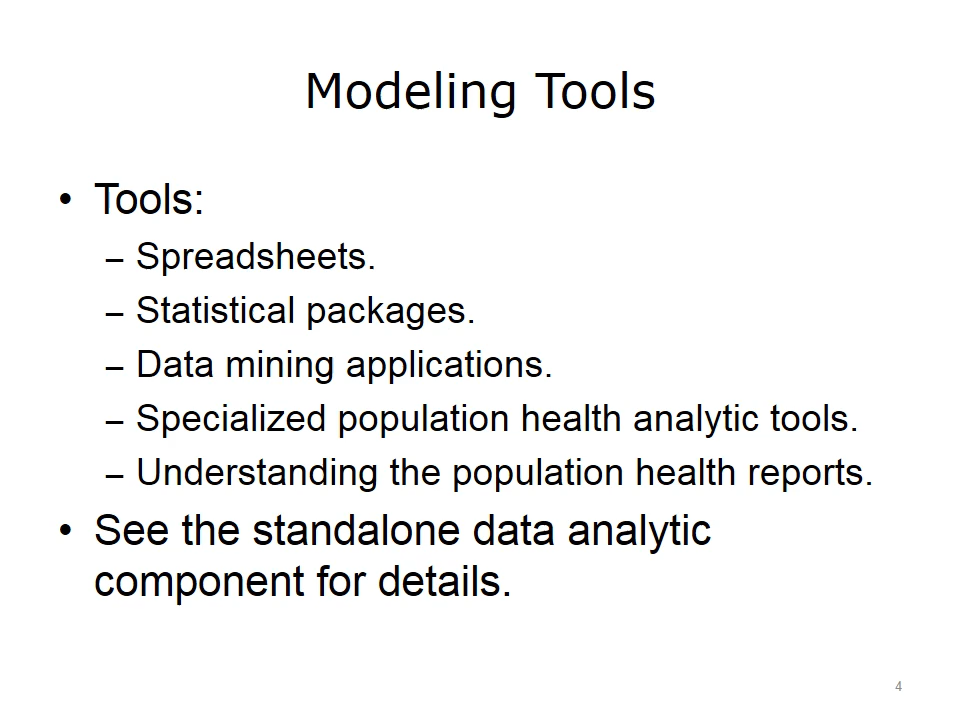 Modeling Tools
• Tools:
– Spreadsheets.
– Statistical packages.
– Data mining applications.
– Specialized population health analytic tools.
– Understanding the population health reports.
• See the standalone data analytic
component for details.
4